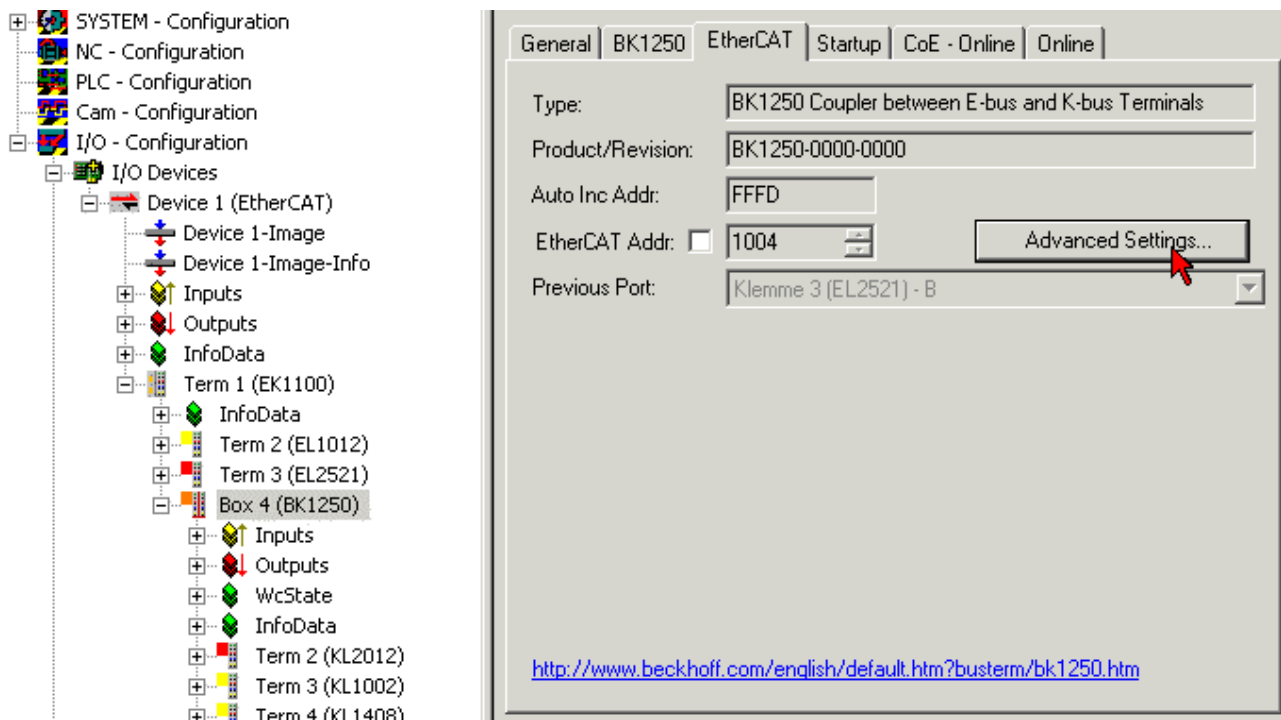 SYSTEM - Configuration
NC - Configuration
PLC - Configuration
Cam - Configuration
I/O - Configuration
I/O Devices
Device 1 (EtherCAT)
Device 1-Image
Device 1-Image-Info
Inputs
Outputs
InfoData
Term 1 (EK1100)
InfoData
Term 2 (EL1012)
Term 3 (EL2521)
Box 4 (BK1250)
Inputs
Outputs
WcState
InfoData
Term 2 (KL2012)
Term 3 (KL1002)
Term 4 (KL1408)
General BK1250 EtherCAT Startup CoE - Online Online
Type: BK1250 Coupler between E-bus and K-bus Terminals
Product/Revision: BK1250-0000-0000
Auto Inc Addr: FFFD
EtherCAT Addr: 1004 Advanced Settings...
Previous Port: Klemme 3 (EL2521) - B
http://www.beckhoff.com/english/default.htm?busterm/bk1250.htm